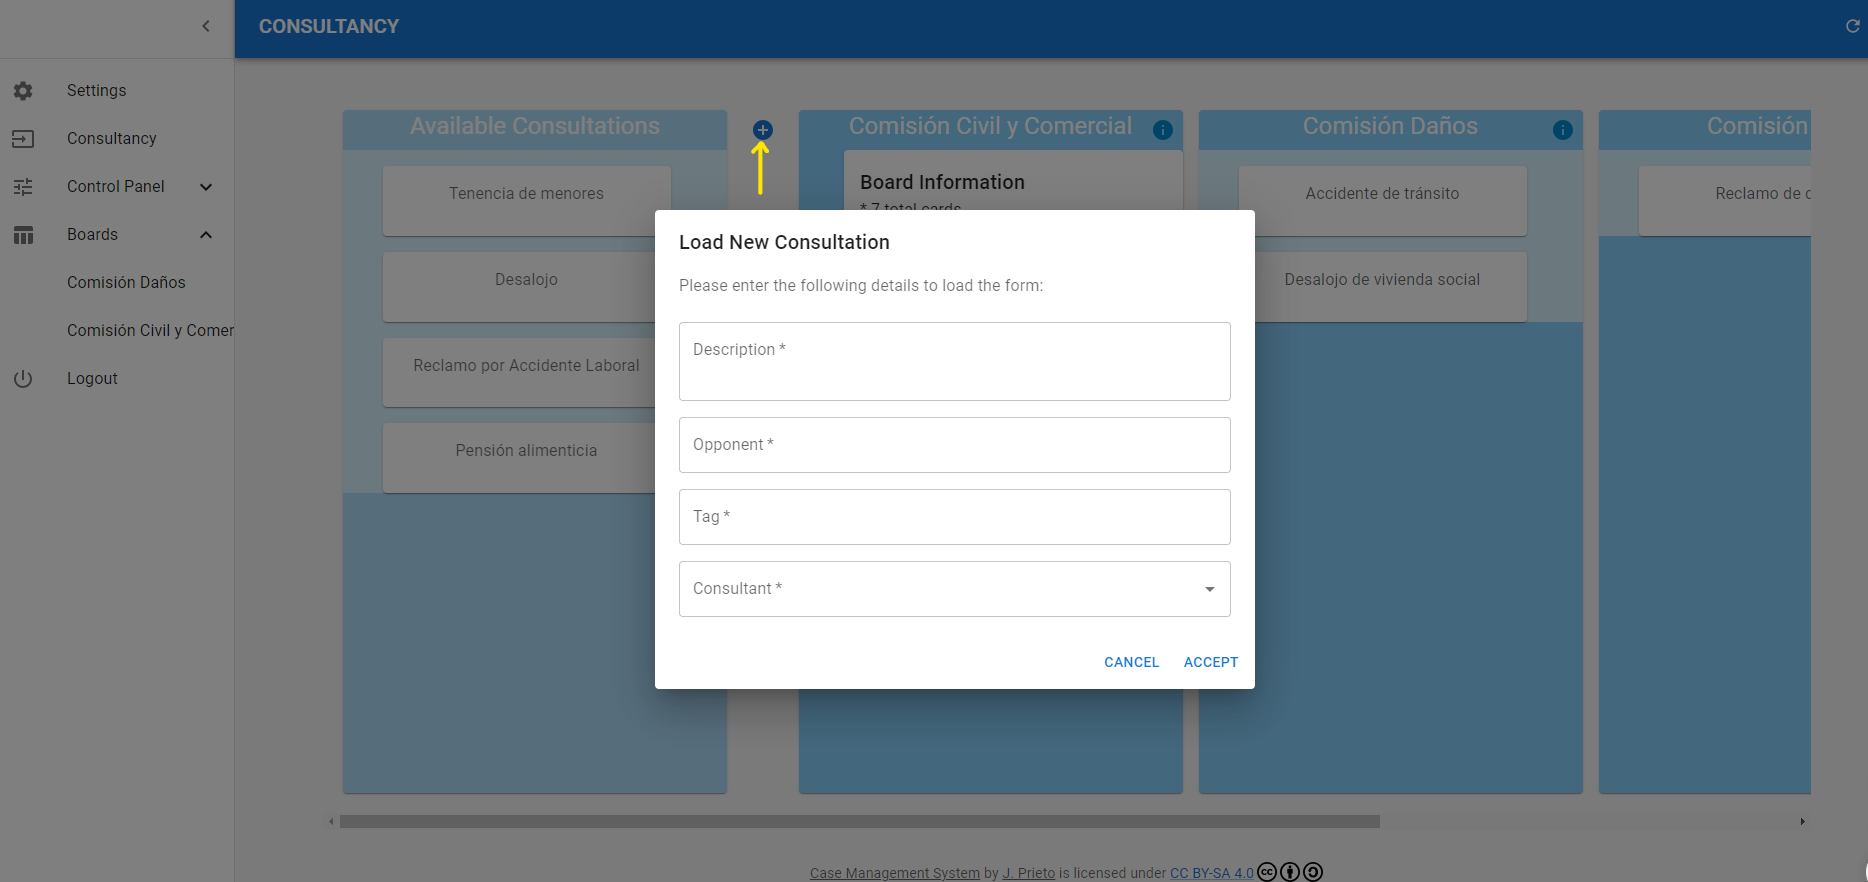 CONSULTANCY
Settings
Consultancy
Control Panel
Boards
Comisión Daños
Comisión Civil y Comer
Logout
Available Consultations
Tenencia de menores
Desalojo
Reclamo por Accidente Laboral
Pensión alimenticia
Comisión Civil y Comercial
Board Information
* 7 total cards
Comisión Daños
Accidente de tránsito
Desalojo de vivienda social
Comisión
Reclamo de
Load New Consultation
Please enter the following details to load the form:
Description *
Opponent *
Tag *
Consultant *
CANCEL ACCEPT
Case Management System by J. Prieto is licensed under CC BY-SA 4.0